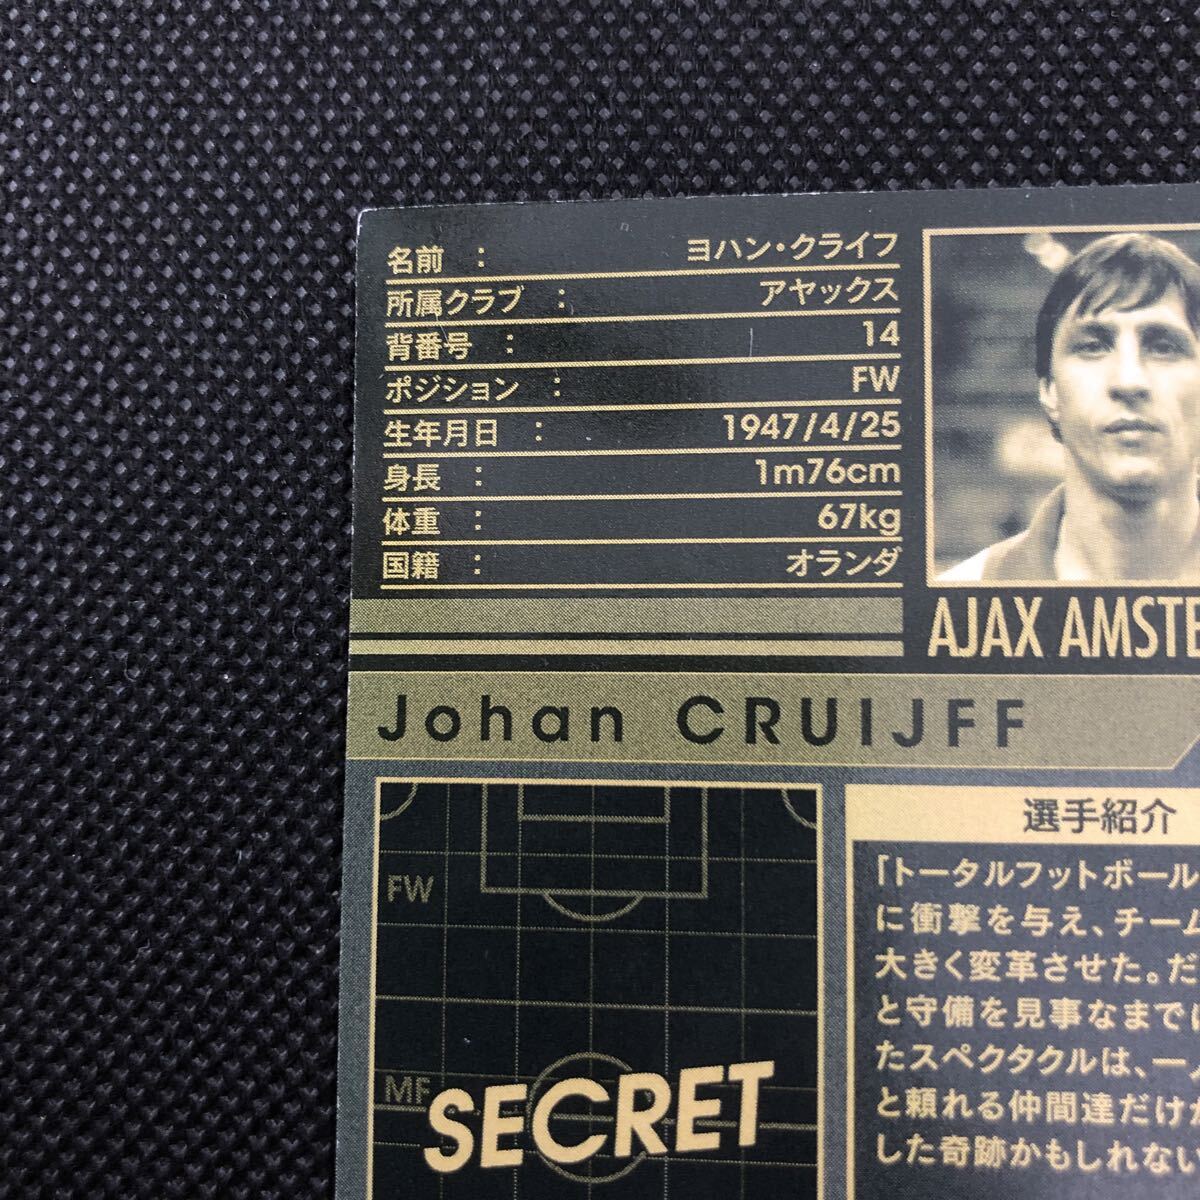 名前 : ヨハン・クライフ
所属クラブ : アヤックス
背番号 : 14
ポジション : FW
生年月日 : 1947/4/25
身長 : 1m76cm
体重 : 67kg
国籍 : オランダ
AJAX AMSTE
Johan CRUIJFF
FW
MF
SECRET
選手紹介
「トータルフットボール
に衝撃を与え、チーム
大きく変革させた。だ
と守備を見事なまでに
たスペクタクルは、一
と頼れる仲間達だけが
した奇跡かもしれない